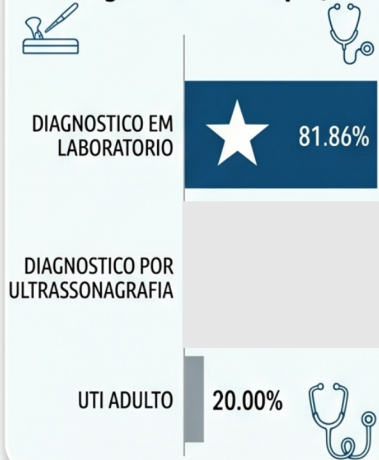 DIAGNOSTICO EM
LABORATORIO
81.86%
DIAGNOSTICO POR
ULTRASSONAGRAFIA
UTI ADULTO
20.00%